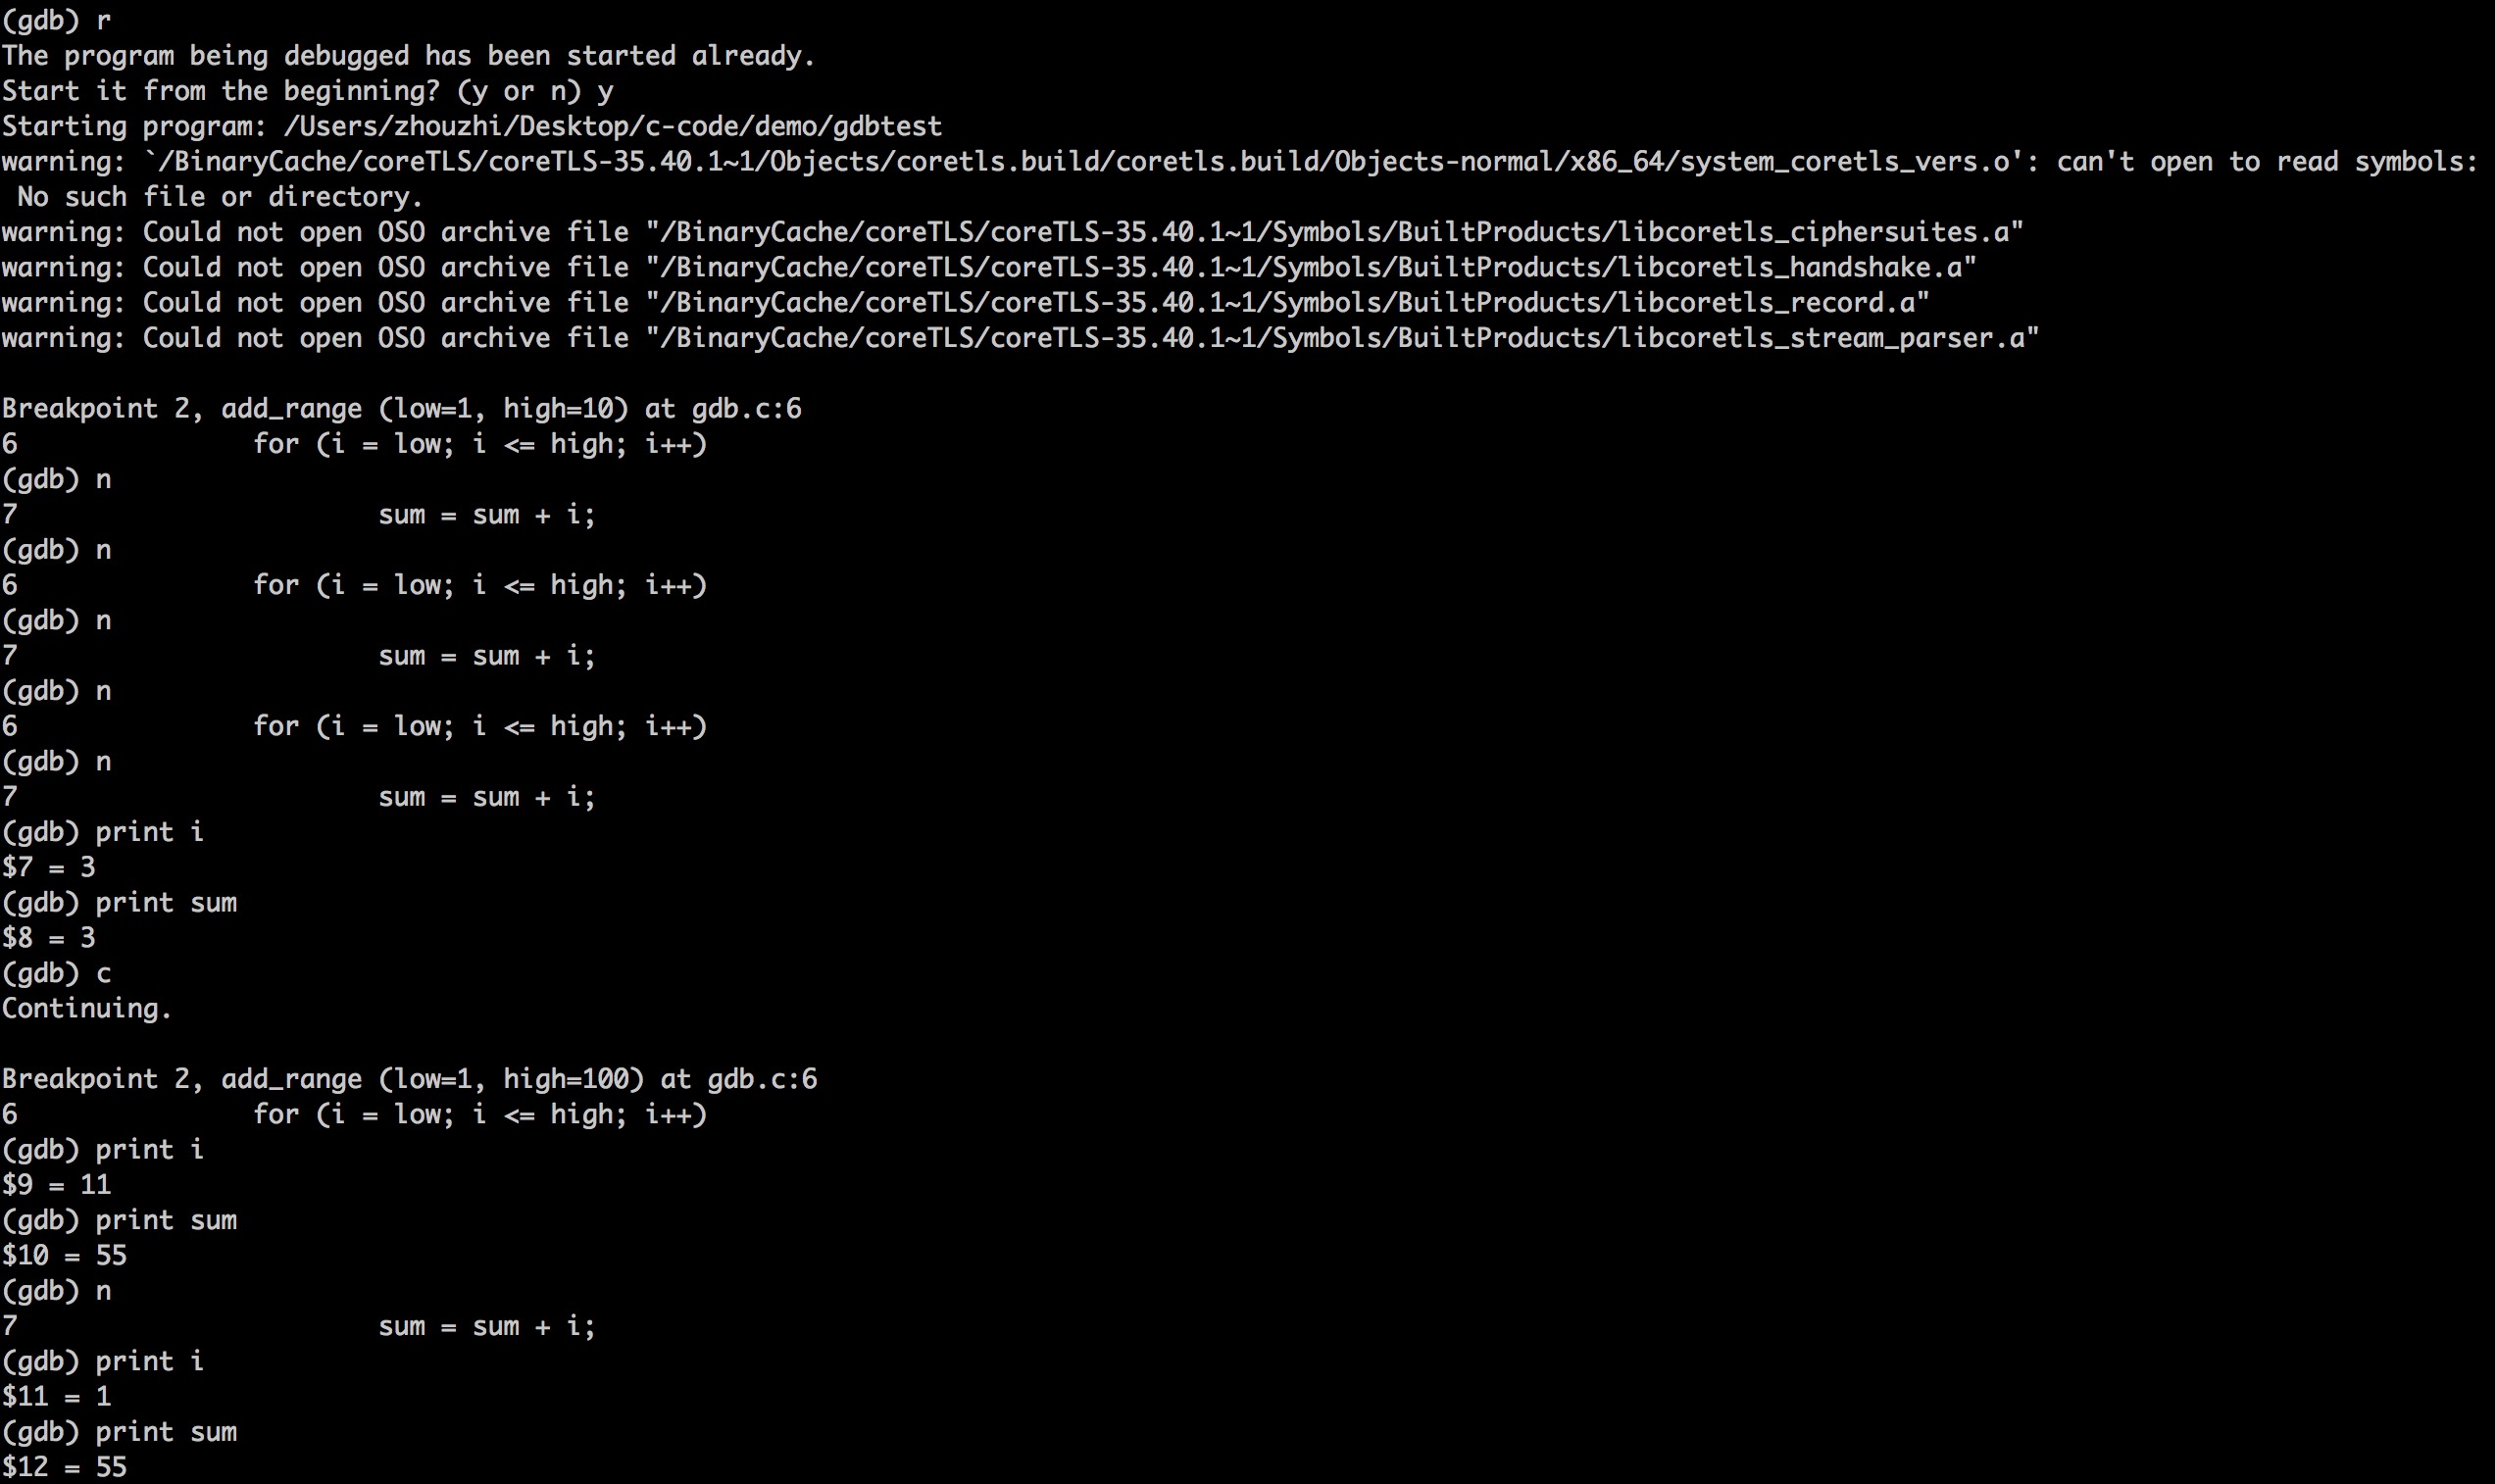 (gdb) r
The program being debugged has been started already.
Start it from the beginning? (y or n) y
Starting program: /Users/zhouzhi/Desktop/c-code/demo/gdbtest
warning: `/BinaryCache/coreTLS/coreTLS-35.40.1~1/Objects/coretls.build/coretls.build/Objects-normal/x86_64/system_coretls_vers.o': can't open to read symbols:
 No such file or directory.
warning: Could not open OSO archive file "/BinaryCache/coreTLS/coreTLS-35.40.1~1/Symbols/BuiltProducts/libcoretls_ciphersuites.a"
warning: Could not open OSO archive file "/BinaryCache/coreTLS/coreTLS-35.40.1~1/Symbols/BuiltProducts/libcoretls_handshake.a"
warning: Could not open OSO archive file "/BinaryCache/coreTLS/coreTLS-35.40.1~1/Symbols/BuiltProducts/libcoretls_record.a"
warning: Could not open OSO archive file "/BinaryCache/coreTLS/coreTLS-35.40.1~1/Symbols/BuiltProducts/libcoretls_stream_parser.a"

Breakpoint 2, add_range (low=1, high=10) at gdb.c:6
6               for (i = low; i <= high; i++)
(gdb) n
7                       sum = sum + i;
(gdb) n
6               for (i = low; i <= high; i++)
(gdb) n
7                       sum = sum + i;
(gdb) n
6               for (i = low; i <= high; i++)
(gdb) n
7                       sum = sum + i;
(gdb) print i
$7 = 3
(gdb) print sum
$8 = 3
(gdb) c
Continuing.

Breakpoint 2, add_range (low=1, high=100) at gdb.c:6
6               for (i = low; i <= high; i++)
(gdb) print i
$9 = 11
(gdb) print sum
$10 = 55
(gdb) n
7                       sum = sum + i;
(gdb) print i
$11 = 1
(gdb) print sum
$12 = 55